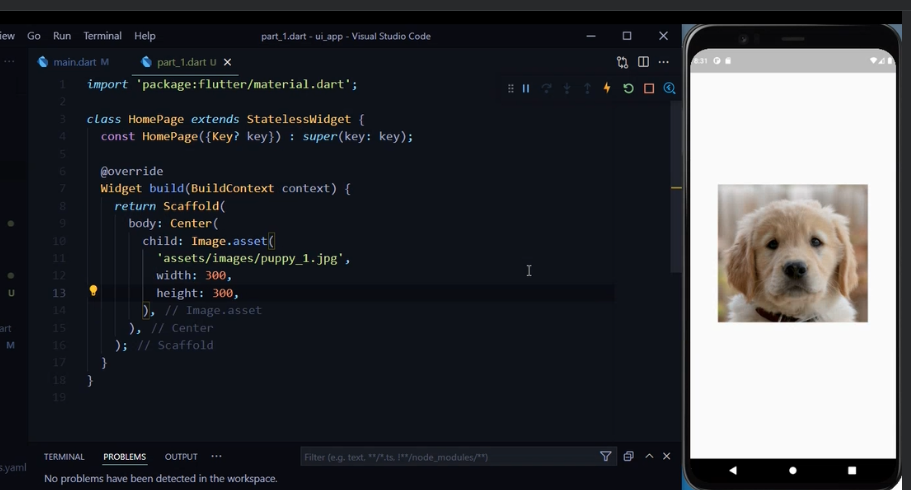 iew Go Run Terminal Help part_1.dart - ui_app - Visual Studio Code
main.dart M part_1.dart U
1 import 'package:flutter/material.dart';
2
3 class HomePage extends StatelessWidget {
4 const HomePage({Key? key}) : super(key: key);
5
6 @override
7 Widget build(BuildContext context) {
8 return Scaffold(
9 body: Center(
10 child: Image.asset(
11 'assets/images/puppy_1.jpg',
12 width: 300,
13 height: 300,
14 ), // Image.asset
15 ), // Center
16 ); // Scaffold
17 }
18 }
19
U
art
M
s.yaml
TERMINAL PROBLEMS OUTPUT ···
Filter (e.g. text, **/*.ts, !**/node_modules/**)
No problems have been detected in the workspace.
8:31